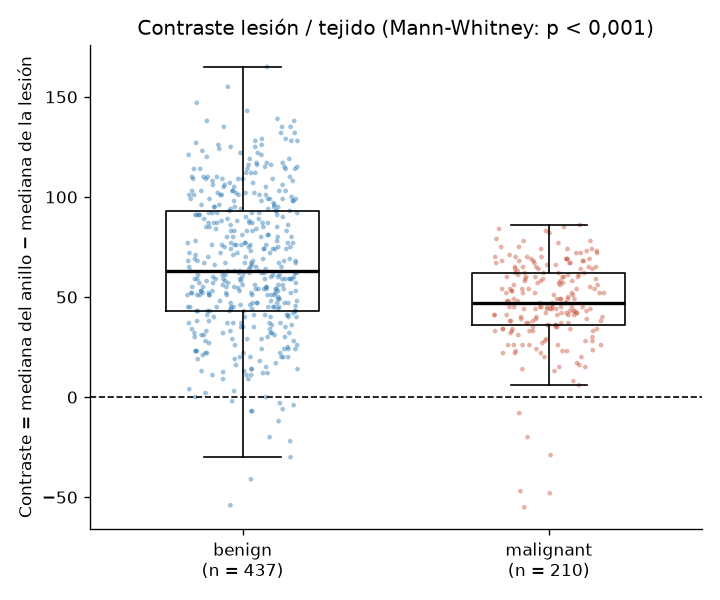 Contraste lesión / tejido (Mann-Whitney: p < 0,001)
Contraste = mediana del anillo − mediana de la lesión
150
100
50
0
−50
benign
(n = 437)
malignant
(n = 210)